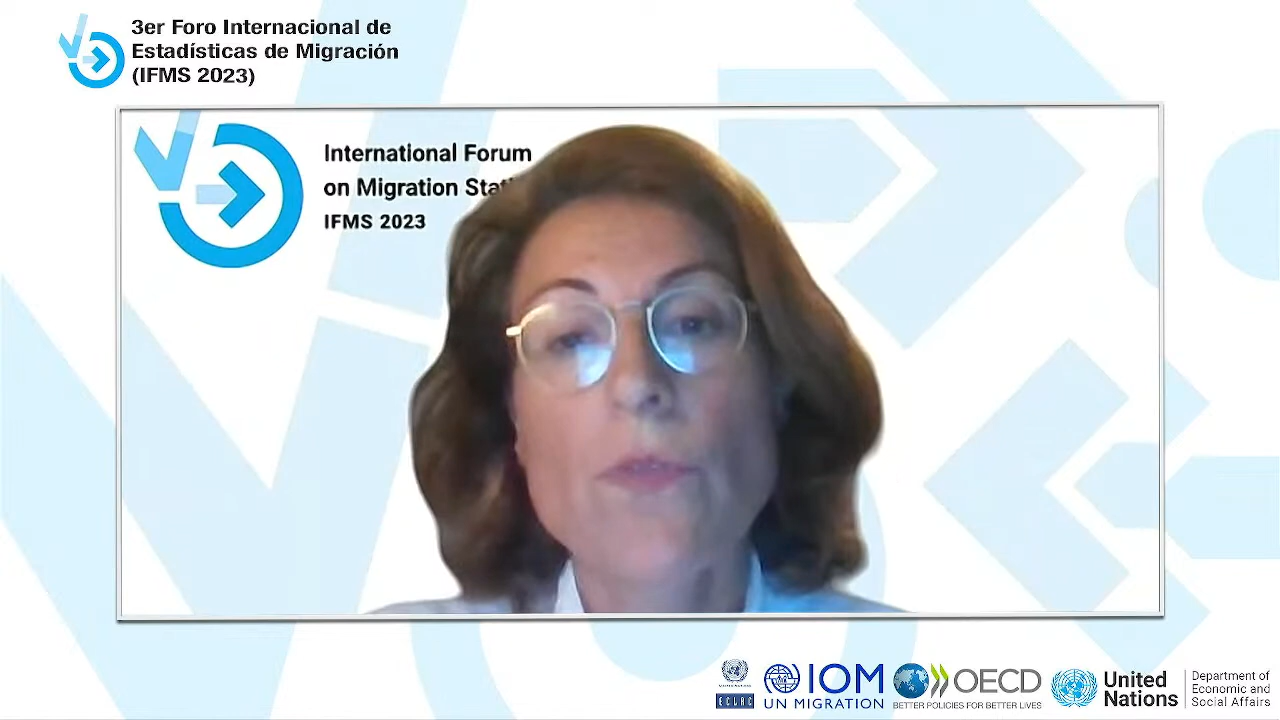 3er Foro Internacional de
Estadísticas de Migración
(IFMS 2023)
International Forum
on Migration
IFMS 2023
ECLAC
IOM
UN MIGRATION
OECD
BETTER POLICIES FOR BETTER LIVES
United
Nations
Department of
Economic and
Social Affairs